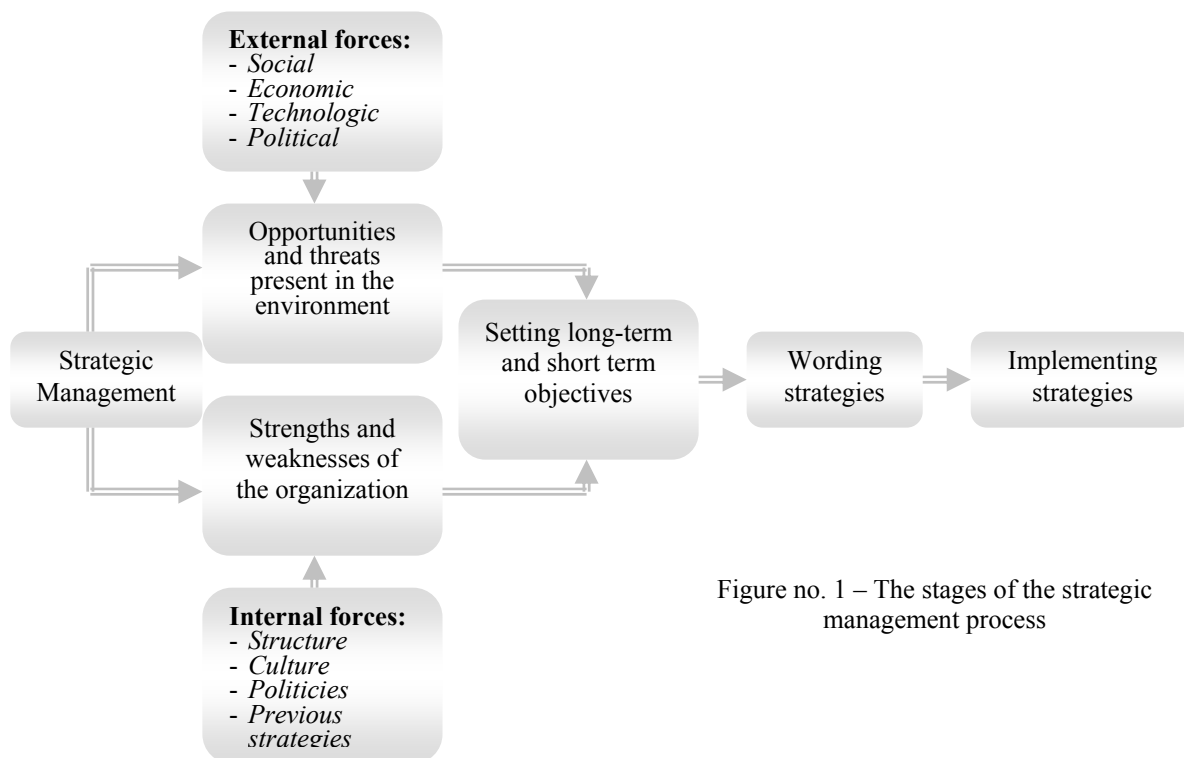 External forces:
- Social
- Economic
- Technologic
- Political
Opportunities
and threats
present in the
environment
Strategic
Management
Setting long-term
and short term
objectives
Wording
strategies
Implementing
strategies
Strengths and
weaknesses of
the organization
Internal forces:
- Structure
- Culture
- Politicies
- Previous
strategies
Figure no. 1 – The stages of the strategic
management process